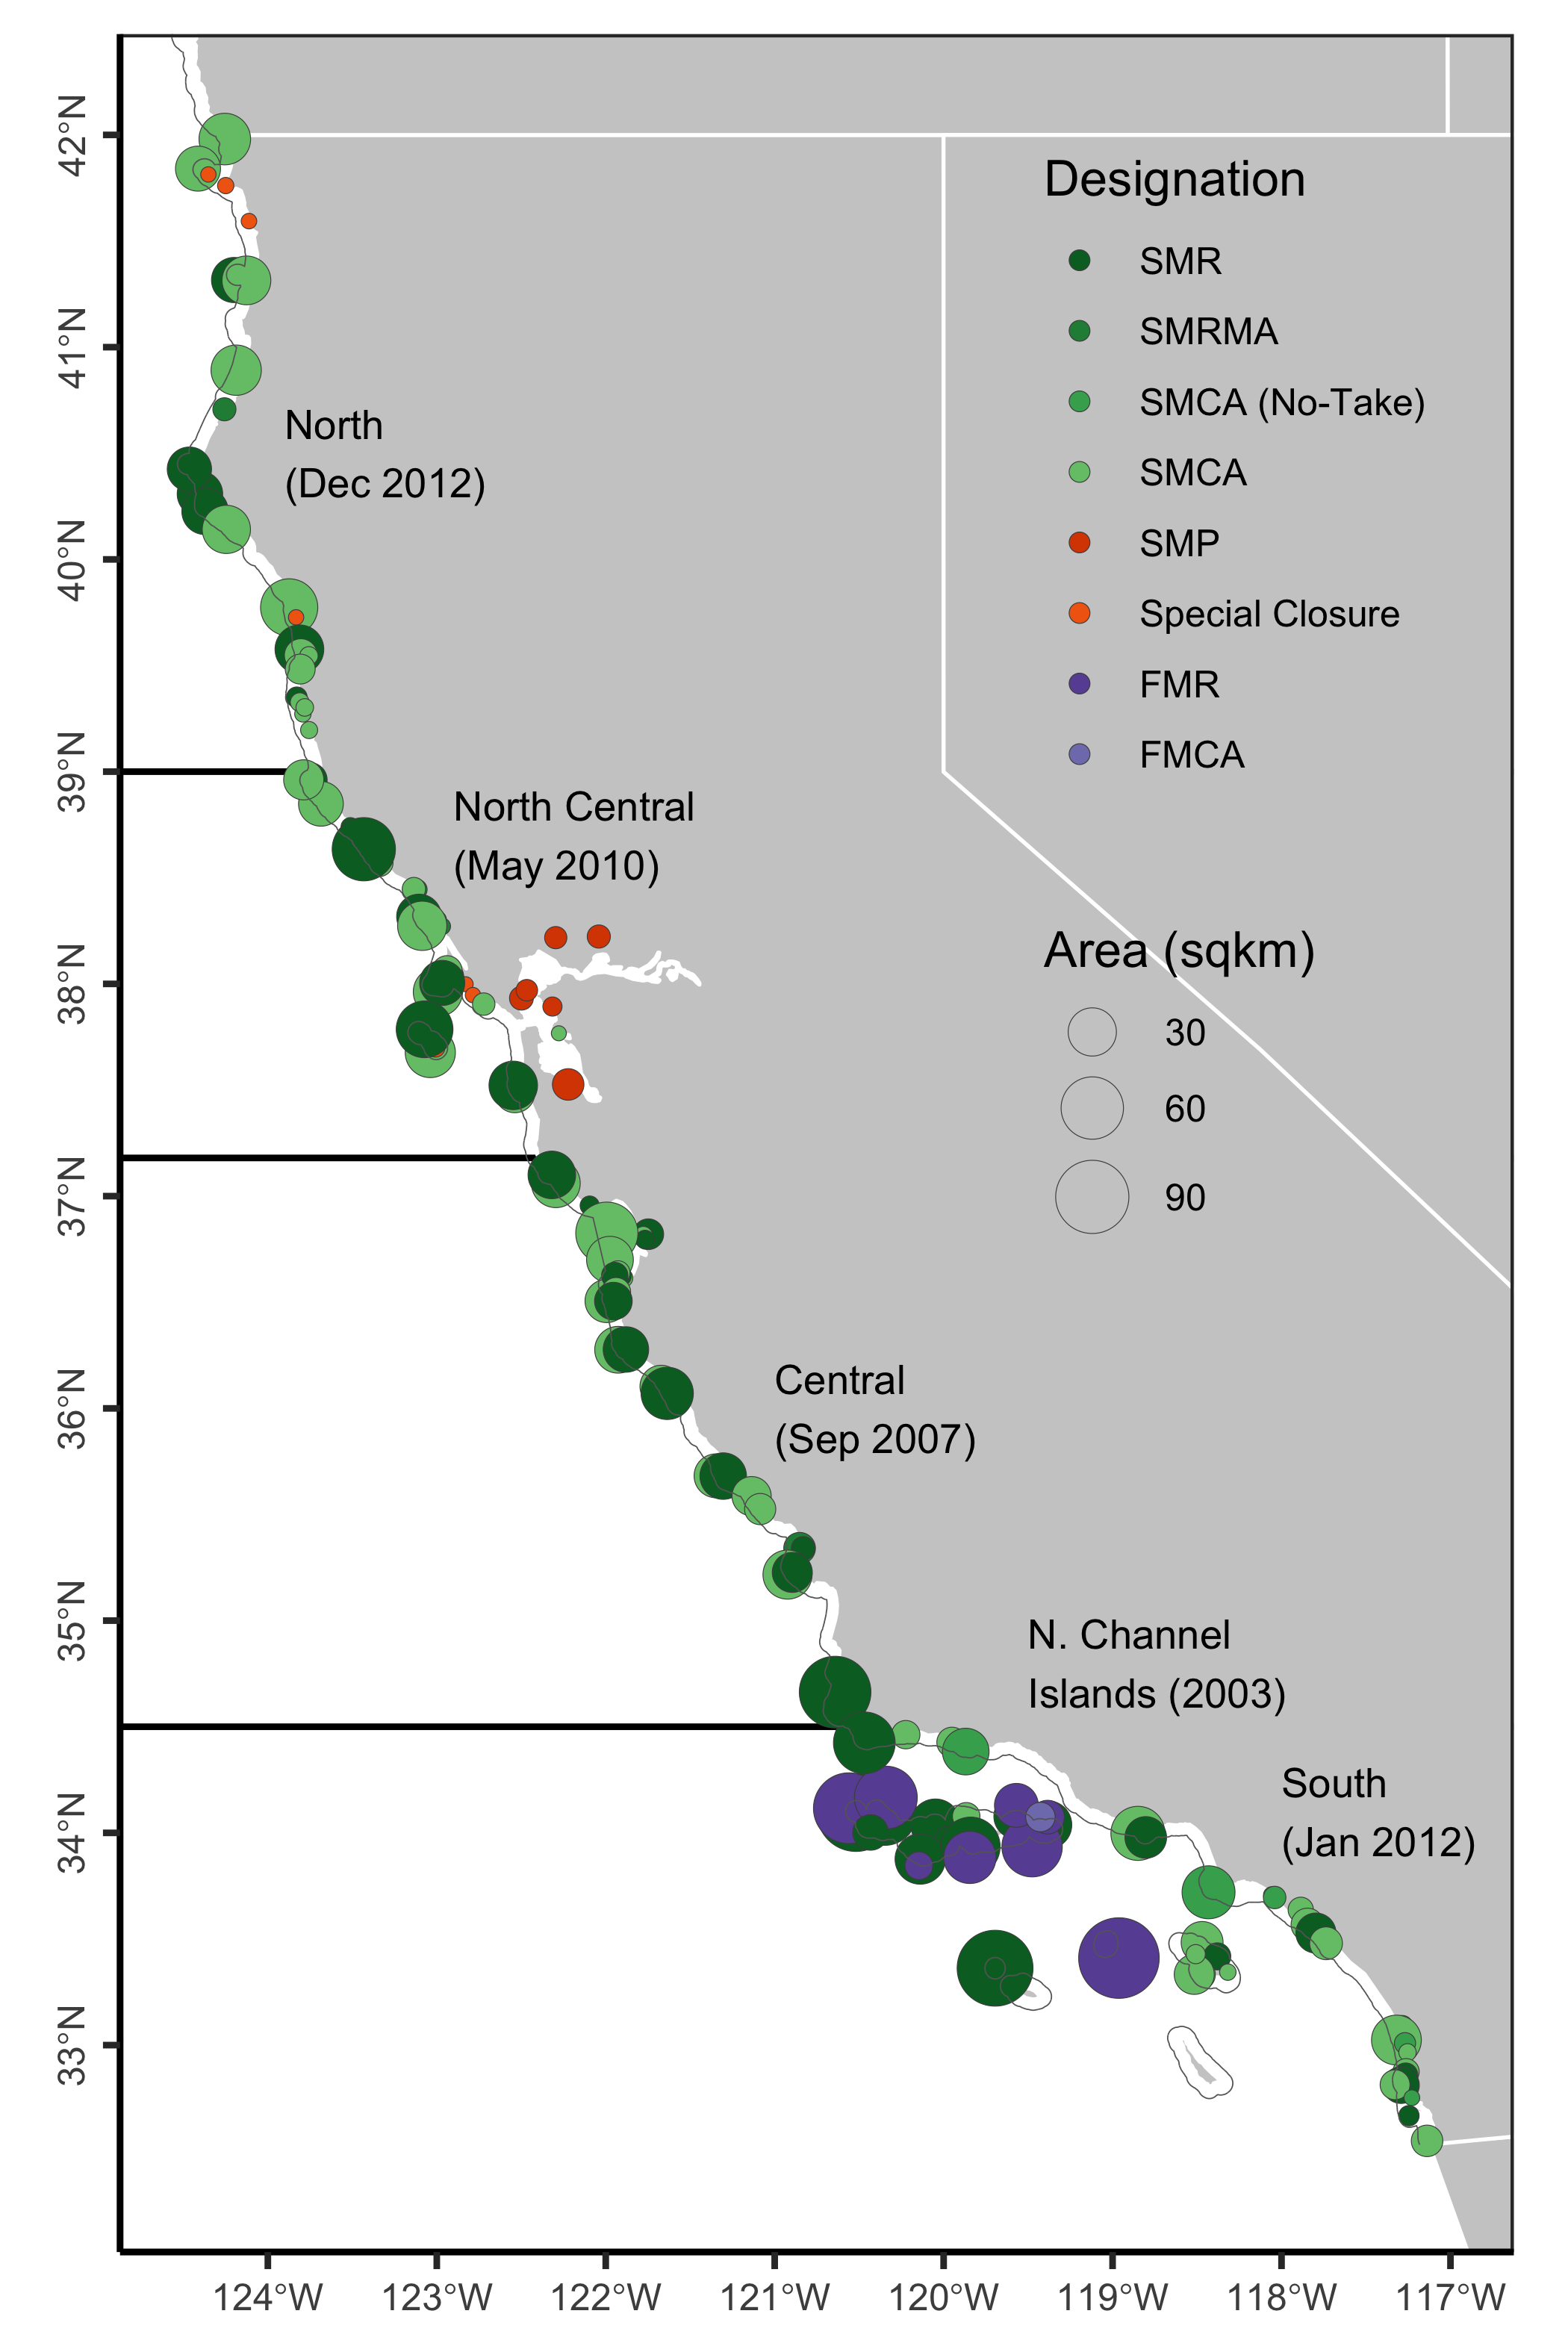 42°N
41°N
40°N
39°N
38°N
37°N
36°N
35°N
34°N
33°N
Designation
SMR
SMRMA
SMCA (No-Take)
SMCA
SMP
Special Closure
FMR
FMCA
Area (sqkm)
30
60
90
North
(Dec 2012)
North Central
(May 2010)
Central
(Sep 2007)
N. Channel
Islands (2003)
South
(Jan 2012)
124°W
123°W
122°W
121°W
120°W
119°W
118°W
117°W